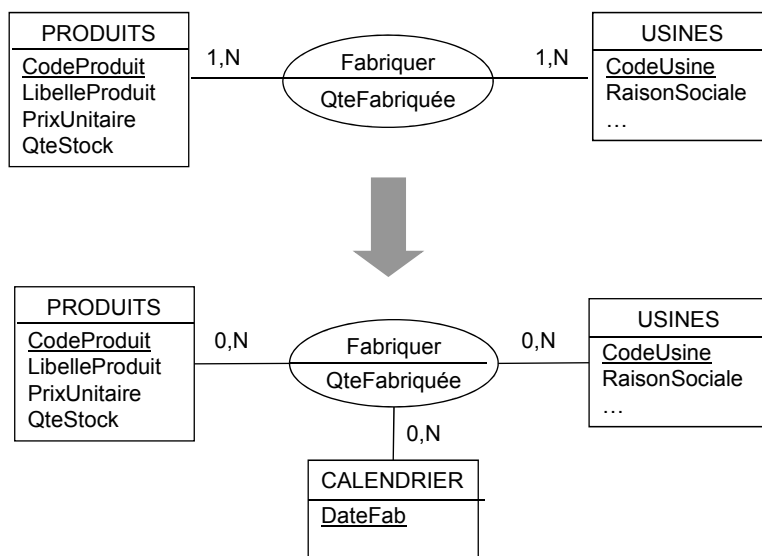 PRODUITS
CodeProduit
LibelleProduit
PrixUnitaire
QteStock
1,N
Fabriquer
QteFabriquée
1,N
USINES
CodeUsine
RaisonSociale
…
PRODUITS
CodeProduit
LibelleProduit
PrixUnitaire
QteStock
0,N
Fabriquer
QteFabriquée
0,N
USINES
CodeUsine
RaisonSociale
…
0,N
CALENDRIER
DateFab